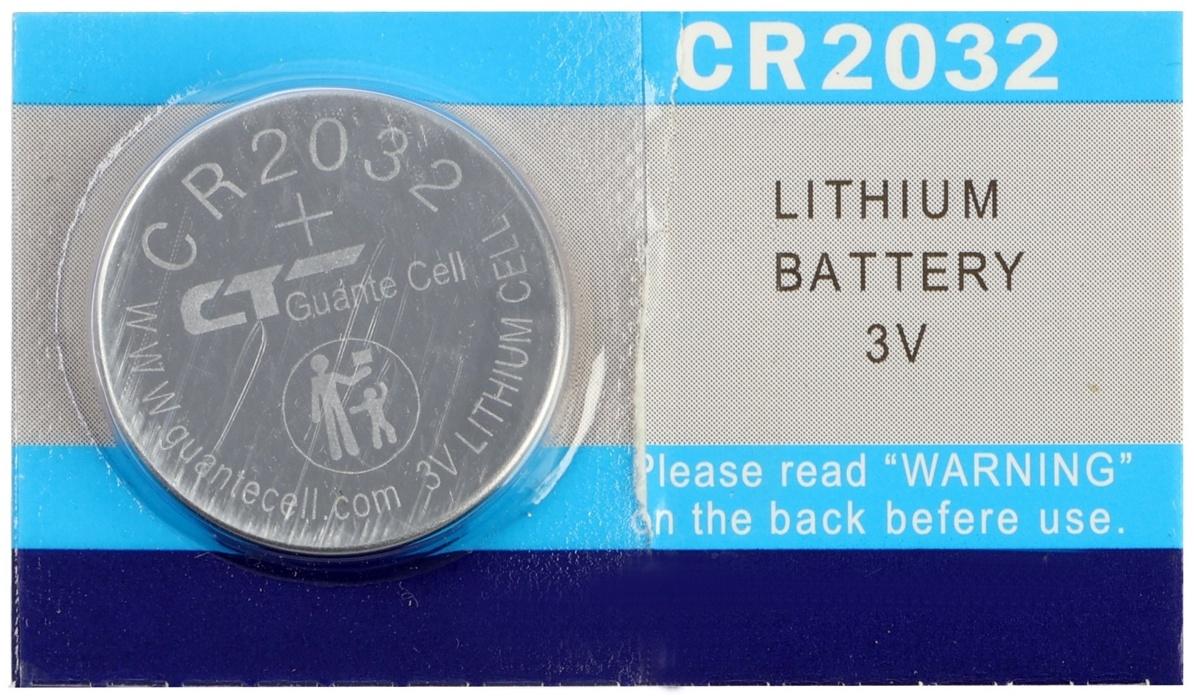 CR2032
+
CT
Guante Cell
WWW.guantecell.com 3V LITHIUM CELL
CR2032
LITHIUM
BATTERY
3V
Please read “WARNING”
on the back befere use.